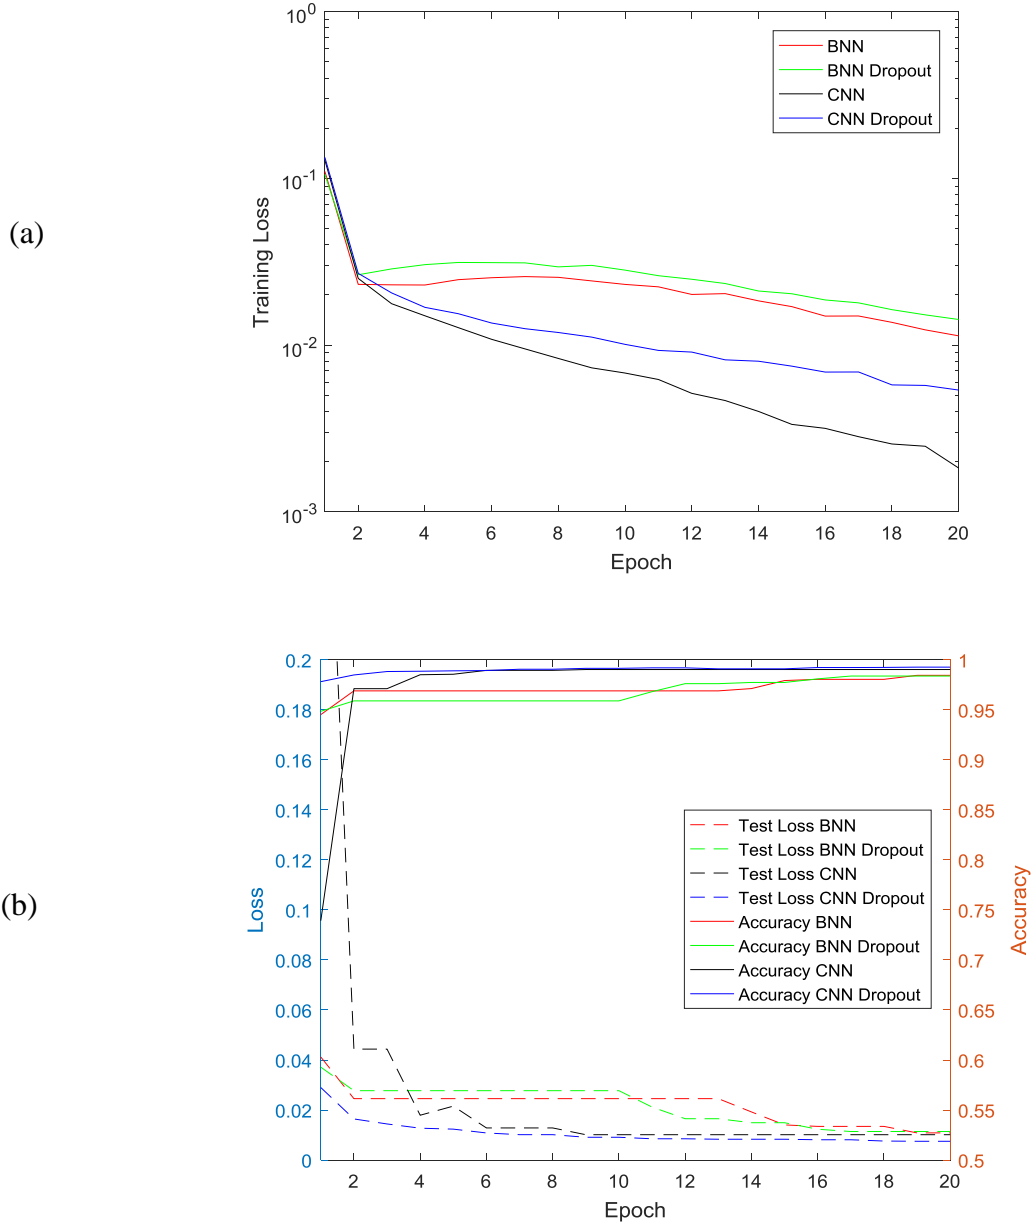 (a)
10^0
10^-1
10^-2
10^-3
Training Loss
BNN
BNN Dropout
CNN
CNN Dropout
2 4 6 8 10 12 14 16 18 20
Epoch
(b)
0.2
0.18
0.16
0.14
0.12
0.1
0.08
0.06
0.04
0.02
0
Loss
Test Loss BNN
Test Loss BNN Dropout
Test Loss CNN
Test Loss CNN Dropout
Accuracy BNN
Accuracy BNN Dropout
Accuracy CNN
Accuracy CNN Dropout
1
0.95
0.9
0.85
0.8
0.75
0.7
0.65
0.6
0.55
0.5
Accuracy
2 4 6 8 10 12 14 16 18 20
Epoch